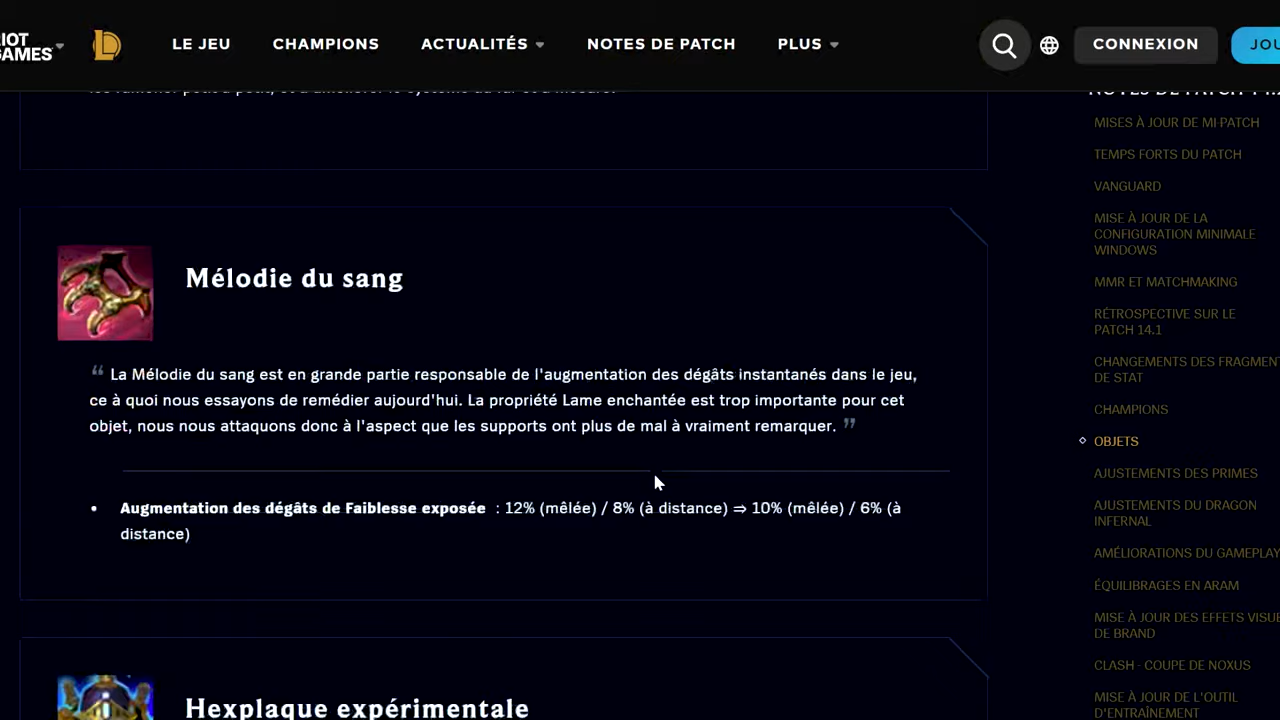 RIOT
GAMES
LE JEU
CHAMPIONS
ACTUALITÉS
NOTES DE PATCH
PLUS
CONNEXION
Mélodie du sang
“ La Mélodie du sang est en grande partie responsable de l'augmentation des dégâts instantanés dans le jeu,
ce à quoi nous essayons de remédier aujourd'hui. La propriété Lame enchantée est trop importante pour cet
objet, nous nous attaquons donc à l'aspect que les supports ont plus de mal à vraiment remarquer. ”
• Augmentation des dégâts de Faiblesse exposée : 12% (mêlée) / 8% (à distance) ⇒ 10% (mêlée) / 6% (à
distance)
Hexplaque expérimentale
NOTES DE PATCH
MISES À JOUR DE MI-PATCH
TEMPS FORTS DU PATCH
VANGUARD
MISE À JOUR DE LA
CONFIGURATION MINIMALE
WINDOWS
MMR ET MATCHMAKING
RÉTROSPECTIVE SUR LE
PATCH 14.1
CHANGEMENTS DES FRAGMENT
DE STAT
CHAMPIONS
OBJETS
AJUSTEMENTS DES PRIMES
AJUSTEMENTS DU DRAGON
INFERNAL
AMÉLIORATIONS DU GAMEPLAY
ÉQUILIBRAGES EN ARAM
MISE À JOUR DES EFFETS VISUE
DE BRAND
CLASH - COUPE DE NOXUS
MISE À JOUR DE L'OUTIL
D'ENTRAÎNEMENT